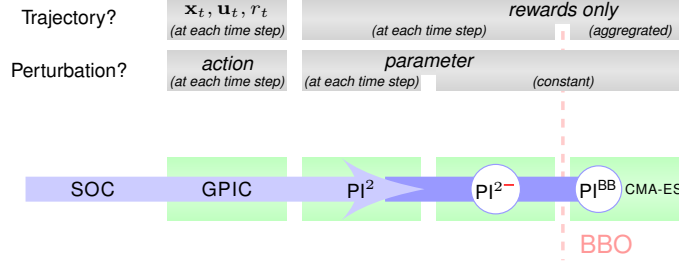 Trajectory? x_t, u_t, r_t rewards only
(at each time step) (at each time step) (aggregrated)
Perturbation? action parameter
(at each time step) (at each time step) (constant)
SOC GPIC PI² PI²⁻ PI^BB CMA-ES
BBO